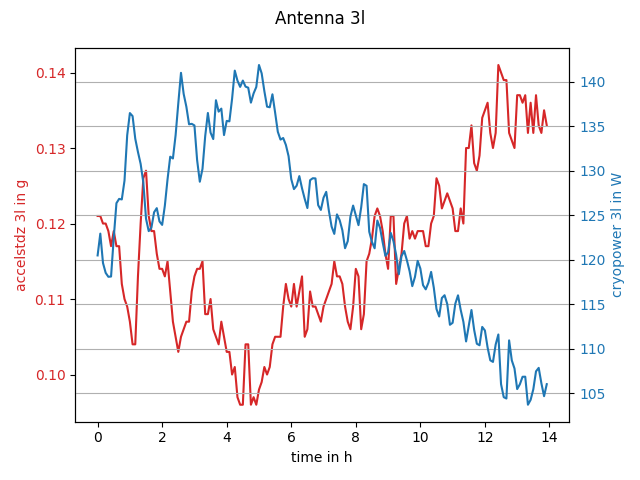 Antenna 3l
accelstdz 3l in g
0.14
0.13
0.12
0.11
0.10
140
135
130
125
120
115
110
105
cryopower 3l in W
0 2 4 6 8 10 12 14
time in h